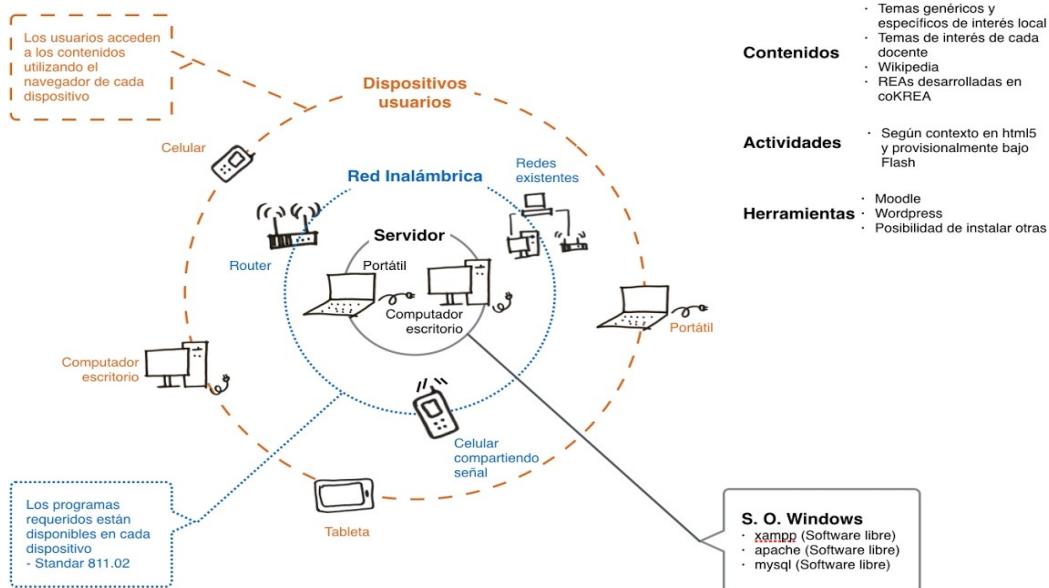 Los usuarios acceden
a los contenidos
utilizando el
navegador de cada
dispositivo
Dispositivos
usuarios
Celular
Red Inalámbrica
Redes
existentes
Router
Servidor
Portátil
Computador
escritorio
Portátil
Computador
escritorio
Celular
compartiendo
señal
Tableta
Los programas
requeridos están
disponibles en cada
dispositivo
- Standar 811.02
Contenidos
· Temas genéricos y
específicos de interés local
· Temas de interés de cada
docente
· Wikipedia
· REAs desarrolladas en
coKREA
Actividades
· Según contexto en html5
y provisionalmente bajo
Flash
Herramientas
· Moodle
· Wordpress
· Posibilidad de instalar otras
S. O. Windows
· xampp (Software libre)
· apache (Software libre)
· mysql (Software libre)